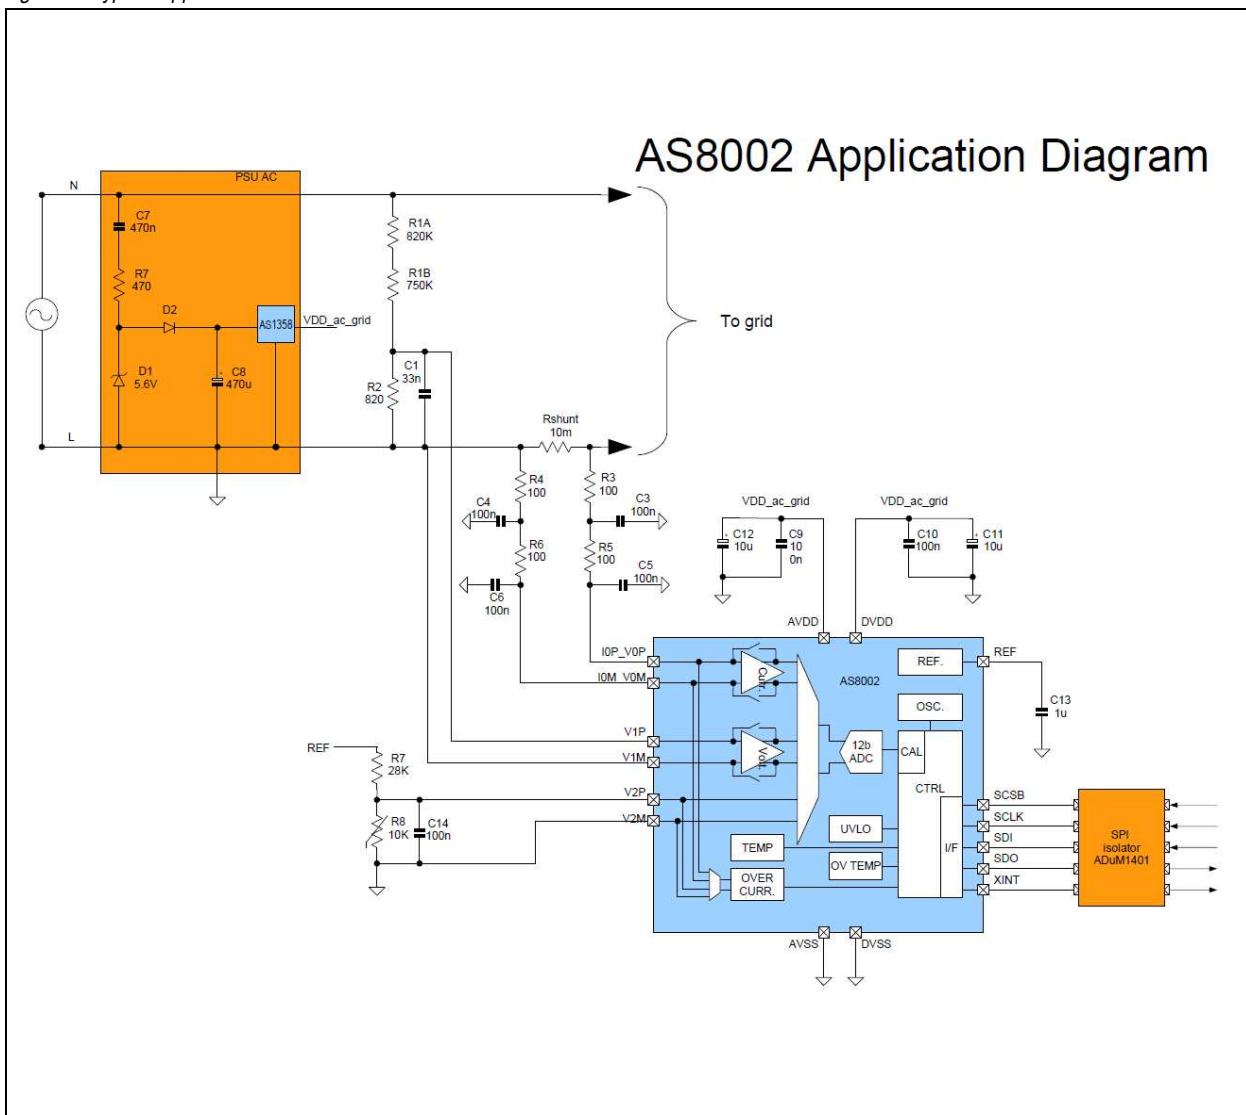 AS8002 Application Diagram
PSU AC
N
C7
470n
R7
470
D2
AS1358
VDD_ac_grid
D1
5.6V
C8
470u
L
R1A
820K
R1B
750K
C1
33n
R2
820
To grid
Rshunt
10m
R4
100
R3
100
C4
100n
C3
100n
R6
100
R5
100
C6
100n
C5
100n
VDD_ac_grid
VDD_ac_grid
C12
10u
C9
10
0n
C10
100n
C11
10u
AVDD
DVDD
I0P_V0P
I0M_V0M
V1P
V1M
V2P
V2M
Curr.
Volt.
AS8002
REF.
REF
OSC.
12b
ADC
CAL
CTRL
I/F
UVLO
TEMP
OV TEMP
OVER
CURR.
C13
1u
REF
R7
28K
R8
10K
C14
100n
SCSB
SCLK
SDI
SDO
XINT
SPI
isolator
ADuM1401
AVSS
DVSS